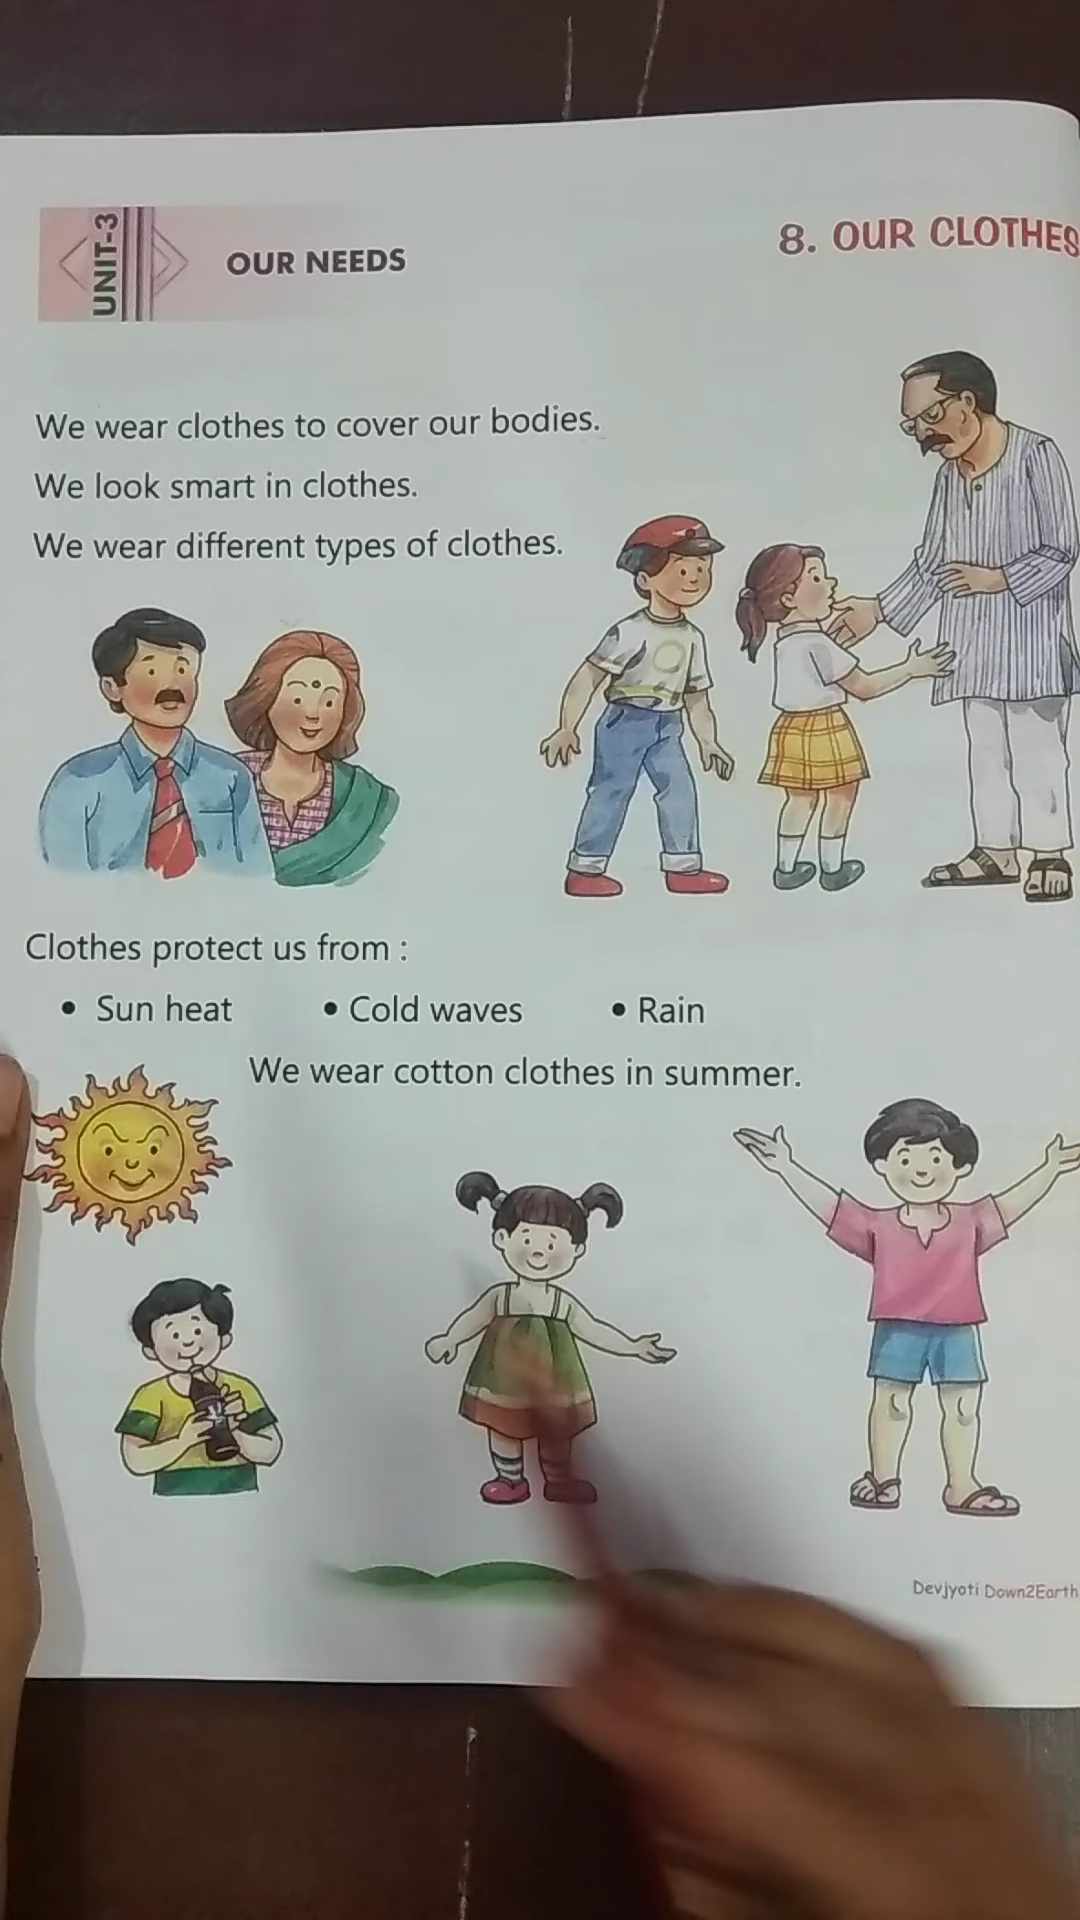 UNIT-3
OUR NEEDS
8. OUR CLOTHES
We wear clothes to cover our bodies.
We look smart in clothes.
We wear different types of clothes.
Clothes protect us from :
• Sun heat • Cold waves • Rain
We wear cotton clothes in summer.
Devjyoti Down2Earth